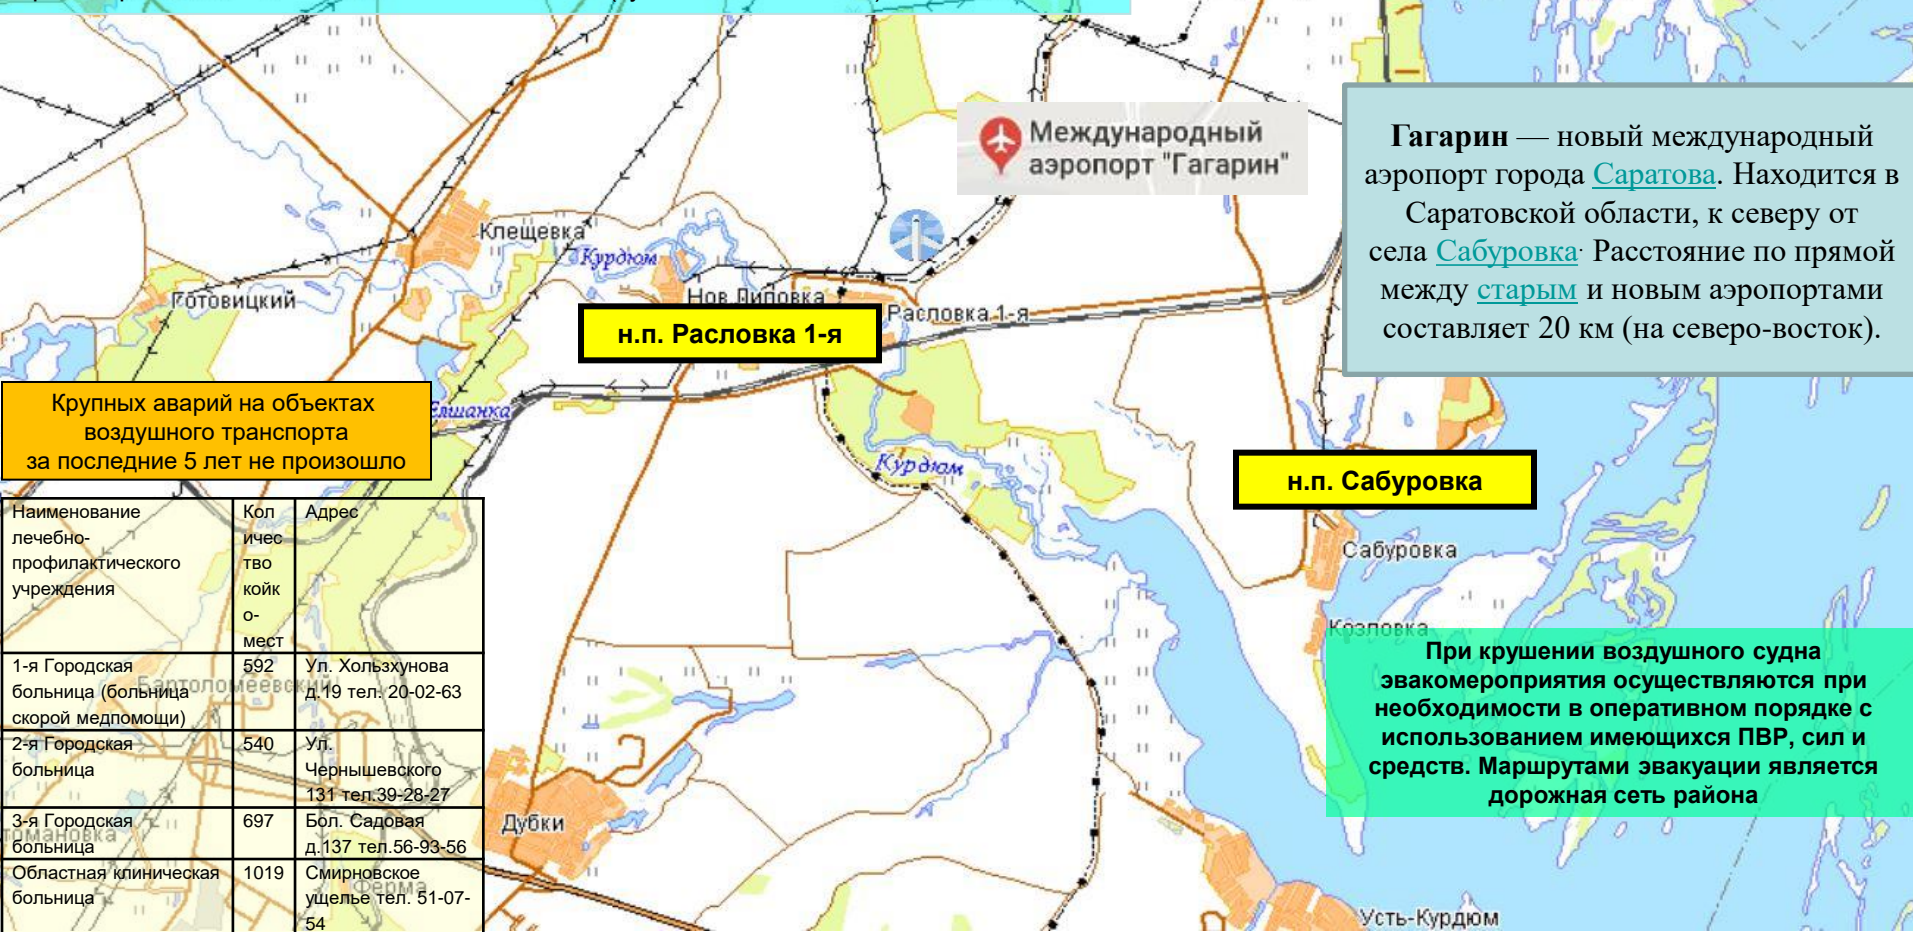 Международный
аэропорт "Гагарин"
Гагарин — новый международный
аэропорт города Саратова. Находится в
Саратовской области, к северу от
села Сабуровка. Расстояние по прямой
между старым и новым аэропортами
составляет 20 км (на северо-восток).
Клещевка
Курдюм
Готовицкий
Нов.Липовка
Расловка 1-я
н.п. Расловка 1-я
Крупных аварий на объектах
воздушного транспорта
за последние 5 лет не произошло
Елшанка
Курдюм
н.п. Сабуровка
Сабуровка
Козловка
При крушении воздушного судна
эвакомероприятия осуществляются при
необходимости в оперативном порядке с
использованием имеющихся ПВР, сил и
средств. Маршрутами эвакуации является
дорожная сеть района
Наименование
лечебно-
профилактического
учреждения
Кол
ичес
тво
койк
о-
мест
Адрес
1-я Городская
больница (больница
скорой медпомощи)
592
Ул. Хользхунова
д.19 тел. 20-02-63
Бартоломеевский
2-я Городская
больница
540
Ул.
Чернышевского
131 тел.39-28-27
3-я Городская
больница
697
Бол. Садовая
д.137 тел.56-93-56
Областная клиническая
больница
1019
Смирновское
ущелье тел. 51-07-
54
Ферма
Дубки
Усть-Курдюм